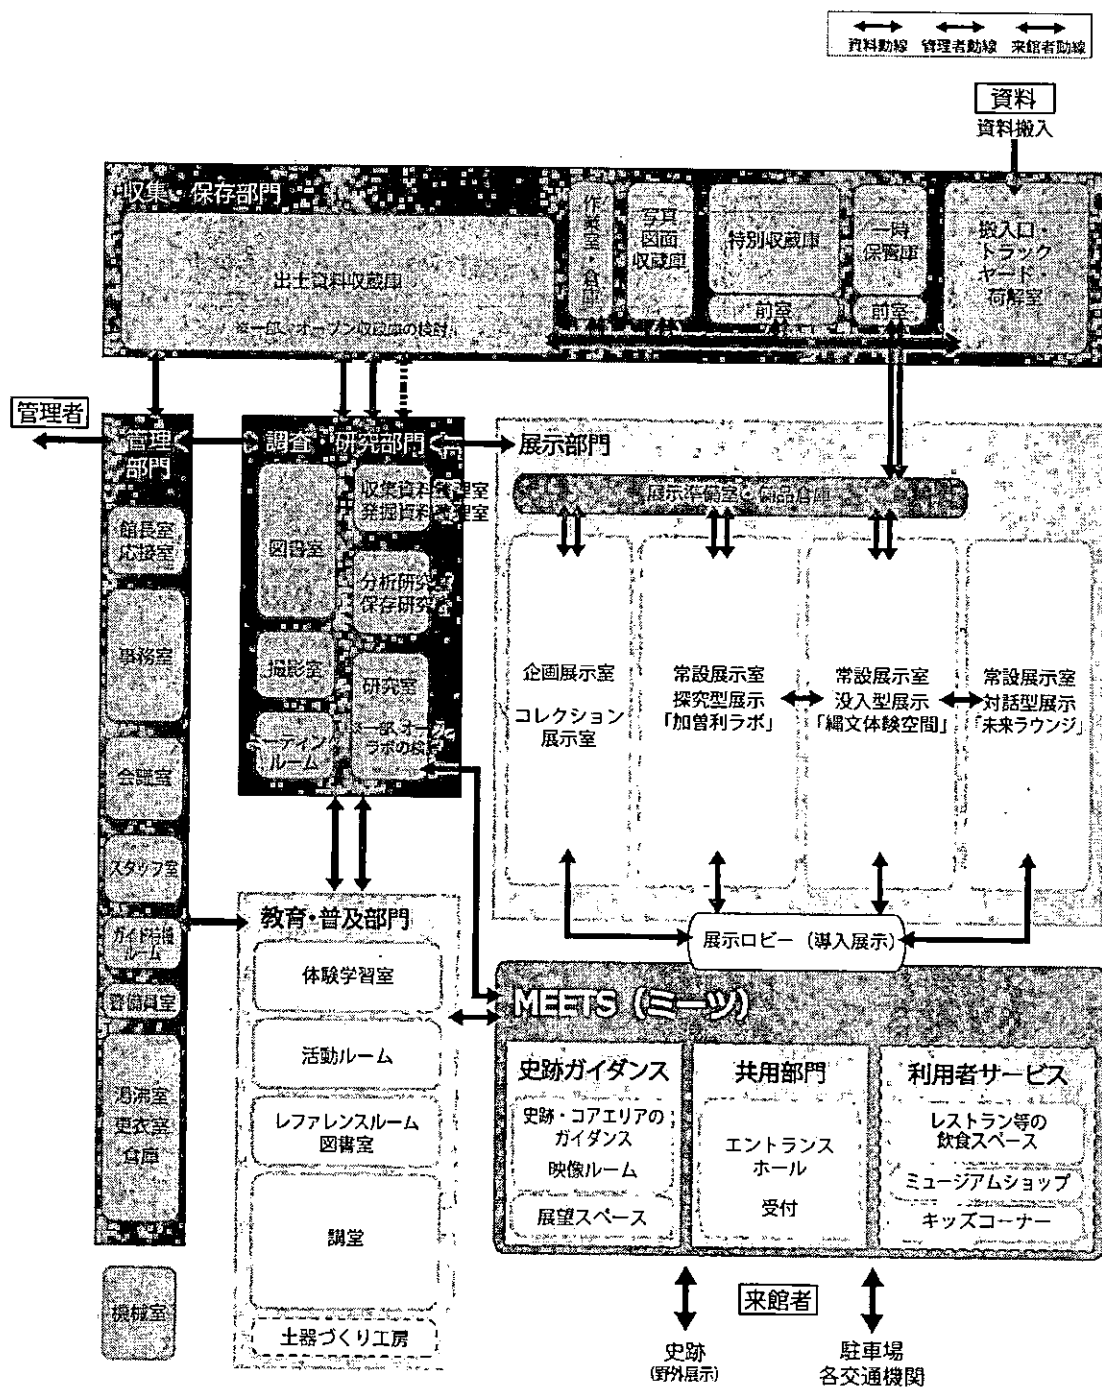 資料動線 管理者動線 来館者動線
資料
資料搬入
収集・保存部門
出土資料収蔵庫
※一部、オープン収蔵庫の検討
作業室・倉庫
写真
図面
収蔵庫
特別収蔵庫
前室
一時
保管庫
前室
搬入口・
トラック
ヤード・
荷解室
管理者
管理
部門
館長室
応接室
事務室
会議室
スタッフ室
ガイド待機
ルーム
警備員室
湯沸室
更衣室
倉庫
機械室
調査・研究部門
図書室
撮影室
ミーティング
ルーム
収集資料整理室
発掘資料整理室
分析研究
保存研究
研究室
※一部、オープン
ラボの検討
教育・普及部門
体験学習室
活動ルーム
レファレンスルーム
図書室
講堂
土器づくり工房
展示部門
展示準備室・備品倉庫
企画展示室
コレクション
展示室
常設展示室
探究型展示
「加曽利ラボ」
常設展示室
没入型展示
「縄文体験空間」
常設展示室
対話型展示
「未来ラウンジ」
展示ロビー（導入展示）
MEETS（ミーツ）
史跡ガイダンス
史跡・コアエリアの
ガイダンス
映像ルーム
展望スペース
共用部門
エントランス
ホール
受付
利用者サービス
レストラン等の
飲食スペース
ミュージアムショップ
キッズコーナー
来館者
史跡
（野外展示）
駐車場
各交通機関